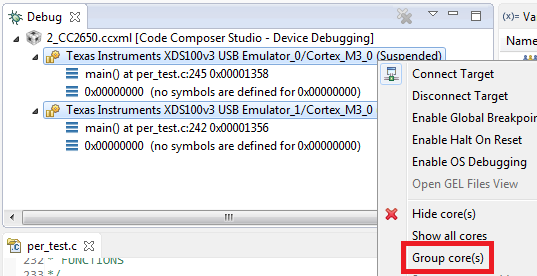 Debug
(x)= Va
2_CC2650.ccxml [Code Composer Studio - Device Debugging]
Texas Instruments XDS100v3 USB Emulator_0/Cortex_M3_0 (Suspended)
main() at per_test.c:245 0x00001358
0x00000000 (no symbols are defined for 0x00000000)
Texas Instruments XDS100v3 USB Emulator_1/Cortex_M3_0
main() at per_test.c:242 0x00001356
0x00000000 (no symbols are defined for 0x00000000)
Name
Connect Target
Disconnect Target
Enable Global Breakpoin
Enable Halt On Reset
Enable OS Debugging
Open GEL Files View
Hide core(s)
Show all cores
Group core(s)
per_test.c
232 * FUNCTIONS
233 */